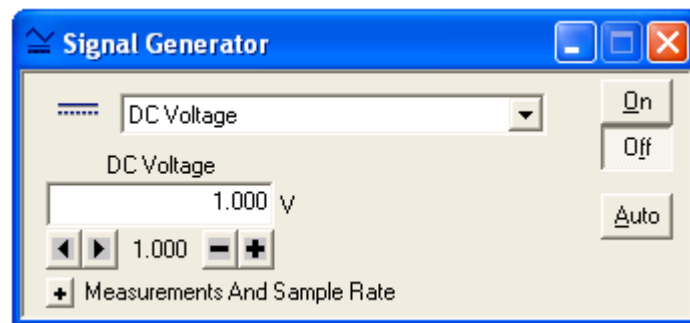 Signal Generator
DC Voltage
On
Off
DC Voltage
1.000 V
Auto
1.000
Measurements And Sample Rate